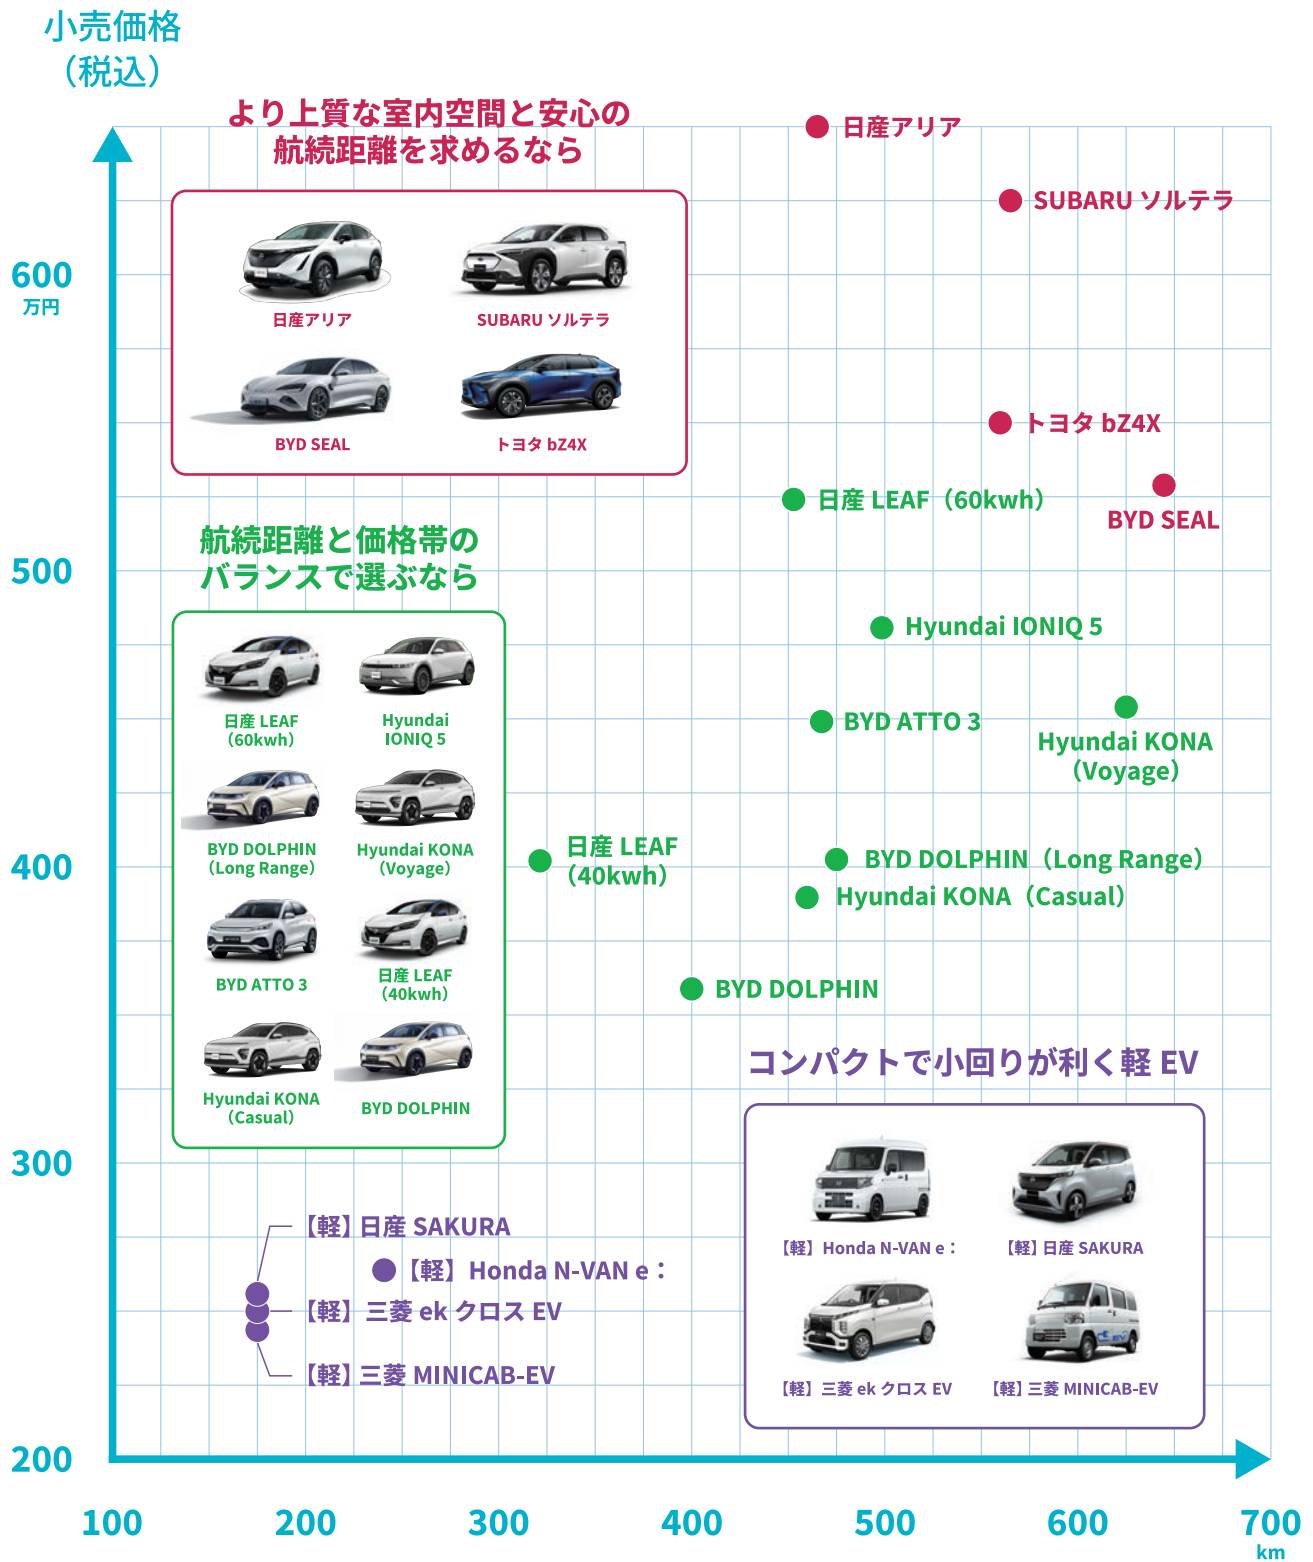 小売価格
（税込）
より上質な室内空間と安心の
航続距離を求めるなら
日産アリア
SUBARU ソルテラ
BYD SEAL
トヨタ bZ4X
日産アリア
SUBARU ソルテラ
トヨタ bZ4X
BYD SEAL
600
万円
500
400
300
200
航続距離と価格帯の
バランスで選ぶなら
日産 LEAF
（60kwh）
Hyundai
IONIQ 5
BYD DOLPHIN
（Long Range）
Hyundai KONA
（Voyage）
BYD ATTO 3
日産 LEAF
（40kwh）
Hyundai KONA
（Casual）
BYD DOLPHIN
日産 LEAF（60kwh）
Hyundai IONIQ 5
BYD ATTO 3
Hyundai KONA
（Voyage）
日産 LEAF
（40kwh）
BYD DOLPHIN（Long Range）
Hyundai KONA（Casual）
BYD DOLPHIN
コンパクトで小回りが利く軽 EV
【軽】Honda N-VAN e：
【軽】日産 SAKURA
【軽】三菱 ek クロス EV
【軽】三菱 MINICAB-EV
【軽】日産 SAKURA
【軽】Honda N-VAN e：
【軽】三菱 ek クロス EV
【軽】三菱 MINICAB-EV
100
200
300
400
500
600
700
km